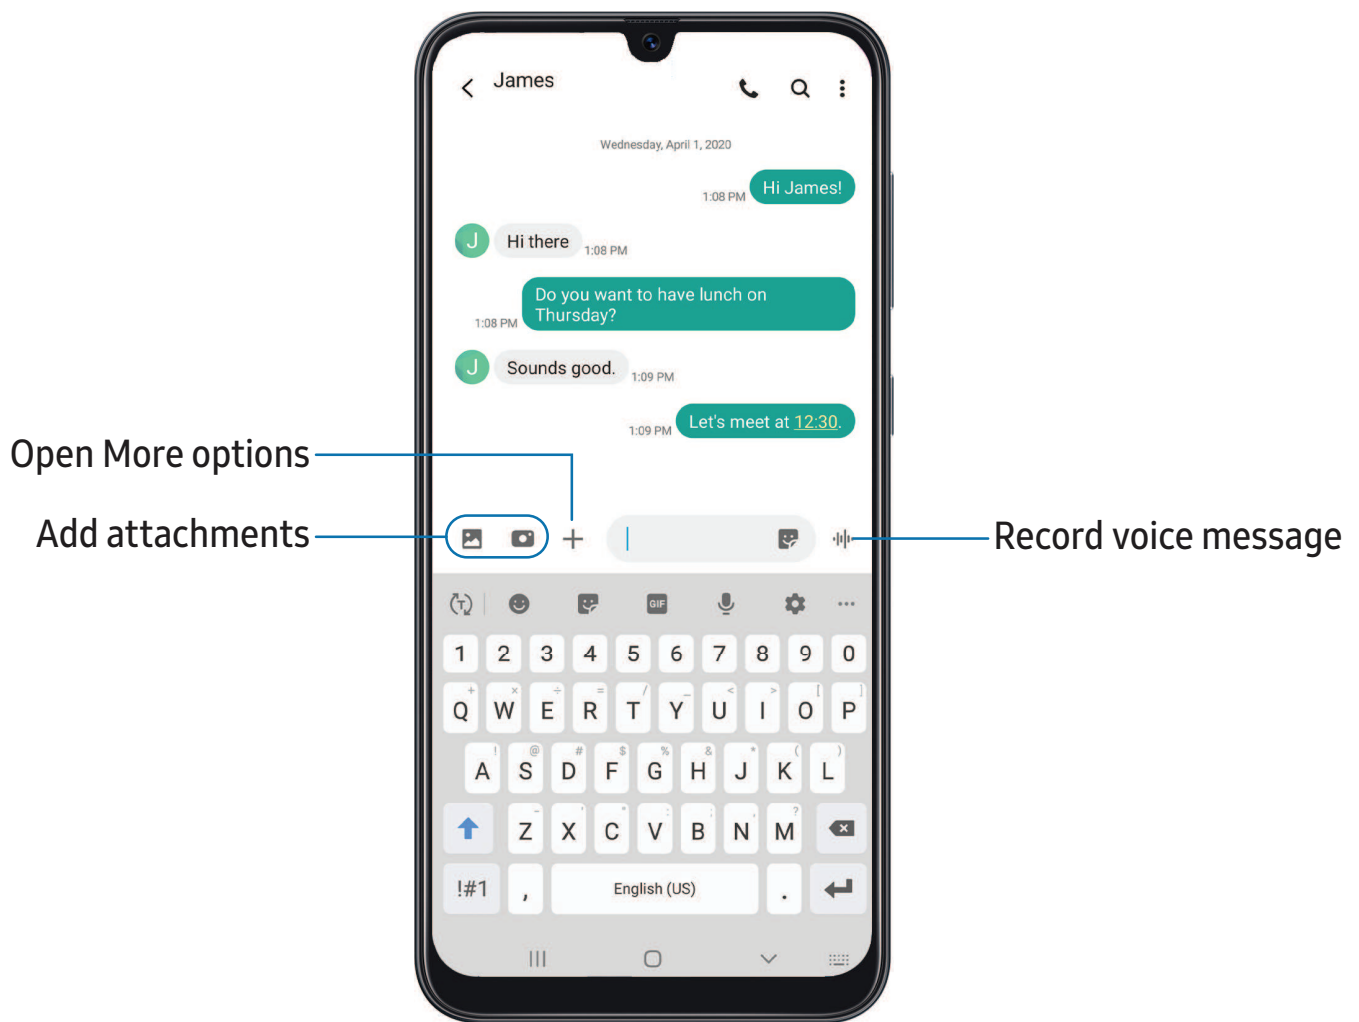 James
Wednesday, April 1, 2020
1:08 PM Hi James!
J Hi there 1:08 PM
Do you want to have lunch on
1:08 PM Thursday?
J Sounds good. 1:09 PM
1:09 PM Let's meet at 12:30.
Open More options
Add attachments
Record voice message
T GIF
1 2 3 4 5 6 7 8 9 0
+ × ÷ = / _ < > [ ]
Q W E R T Y U I O P
! @ # $ % & * ( )
A S D F G H J K L
- ' " : ; , ?
Z X C V B N M
!#1 , English (US) .